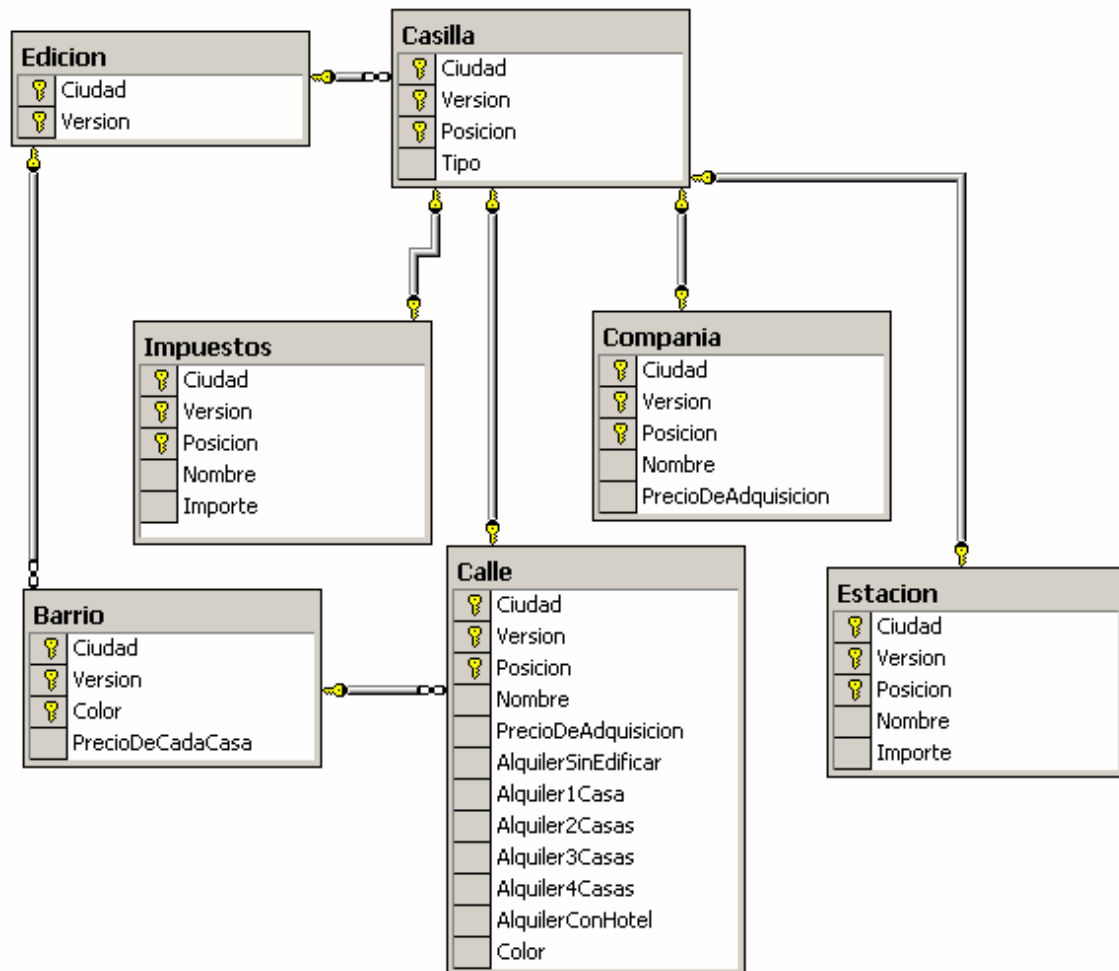 Edicion
Ciudad
Version
Casilla
Ciudad
Version
Posicion
Tipo
Impuestos
Ciudad
Version
Posicion
Nombre
Importe
Compania
Ciudad
Version
Posicion
Nombre
PrecioDeAdquisicion
Barrio
Ciudad
Version
Color
PrecioDeCadaCasa
Calle
Ciudad
Version
Posicion
Nombre
PrecioDeAdquisicion
AlquilerSinEdificar
Alquiler1Casa
Alquiler2Casas
Alquiler3Casas
Alquiler4Casas
AlquilerConHotel
Color
Estacion
Ciudad
Version
Posicion
Nombre
Importe